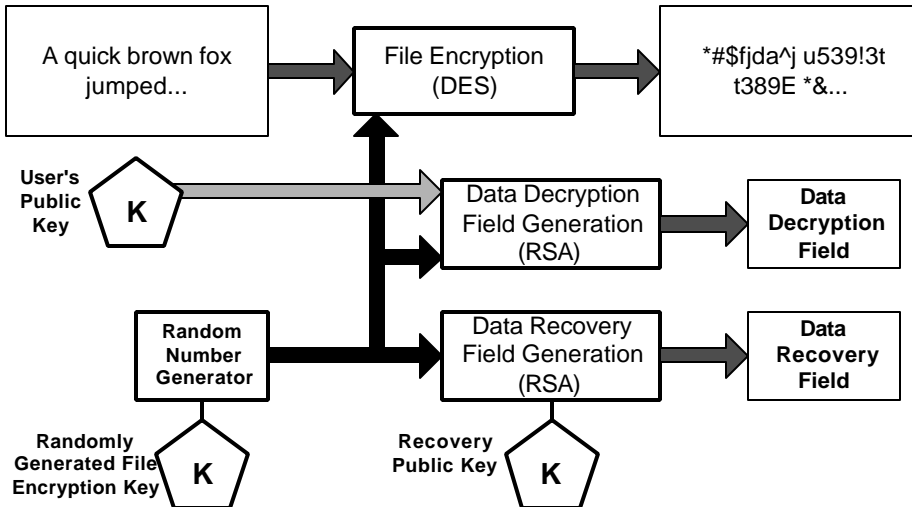 A quick brown fox
jumped...
File Encryption
(DES)
*#$fjda^j u539!3t
t389E *&...
User's
Public
Key
K
Data Decryption
Field Generation
(RSA)
Data
Decryption
Field
Random
Number
Generator
Data Recovery
Field Generation
(RSA)
Data
Recovery
Field
Randomly
Generated File
Encryption Key
K
Recovery
Public Key
K